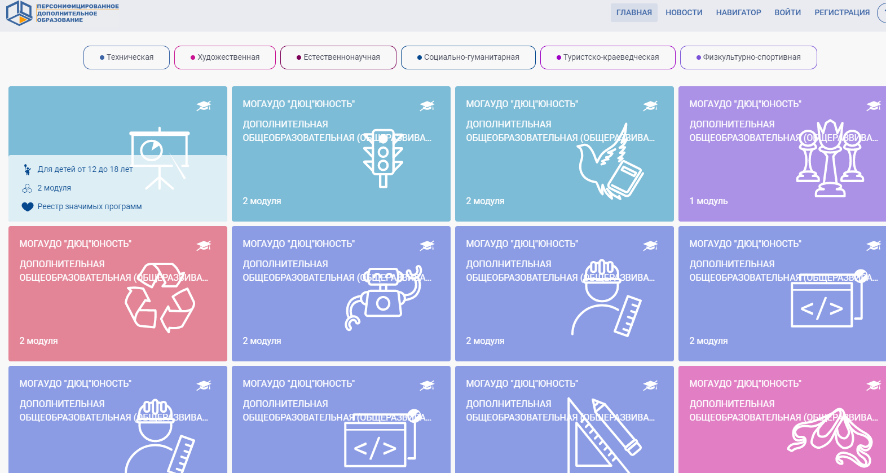 ПЕРСОНИФИЦИРОВАННОЕ
ДОПОЛНИТЕЛЬНОЕ
ОБРАЗОВАНИЕ
ГЛАВНАЯ НОВОСТИ НАВИГАТОР ВОЙТИ РЕГИСТРАЦИЯ
Техническая Художественная Естественнонаучная Социально-гуманитарная Туристско-краеведческая Физкультурно-спортивная
Для детей от 12 до 18 лет
2 модуля
Реестр значимых программ
МОГАУДО "ДЮЦ"ЮНОСТЬ"
ДОПОЛНИТЕЛЬНАЯ
ОБЩЕОБРАЗОВАТЕЛЬНАЯ (ОБЩЕРАЗВИВА...
2 модуля
МОГАУДО "ДЮЦ"ЮНОСТЬ"
ДОПОЛНИТЕЛЬНАЯ
ОБЩЕОБРАЗОВАТЕЛЬНАЯ (ОБЩЕРАЗВИВА...
2 модуля
МОГАУДО "ДЮЦ"ЮНОСТЬ"
ДОПОЛНИТЕЛЬНАЯ
ОБЩЕОБРАЗОВАТЕЛЬНАЯ (ОБЩЕРАЗВИВА...
1 модуль
МОГАУДО "ДЮЦ"ЮНОСТЬ"
ДОПОЛНИТЕЛЬНАЯ
ОБЩЕОБРАЗОВАТЕЛЬНАЯ (ОБЩЕРАЗВИВА...
2 модуля
МОГАУДО "ДЮЦ"ЮНОСТЬ"
ДОПОЛНИТЕЛЬНАЯ
ОБЩЕОБРАЗОВАТЕЛЬНАЯ (ОБЩЕРАЗВИВА...
2 модуля
МОГАУДО "ДЮЦ"ЮНОСТЬ"
ДОПОЛНИТЕЛЬНАЯ
ОБЩЕОБРАЗОВАТЕЛЬНАЯ (ОБЩЕРАЗВИВА...
2 модуля
МОГАУДО "ДЮЦ"ЮНОСТЬ"
ДОПОЛНИТЕЛЬНАЯ
ОБЩЕОБРАЗОВАТЕЛЬНАЯ (ОБЩЕРАЗВИВА...
2 модуля
МОГАУДО "ДЮЦ"ЮНОСТЬ"
ДОПОЛНИТЕЛЬНАЯ
ОБЩЕОБРАЗОВАТЕЛЬНАЯ (ОБЩЕРАЗВИВА...
МОГАУДО "ДЮЦ"ЮНОСТЬ"
ДОПОЛНИТЕЛЬНАЯ
ОБЩЕОБРАЗОВАТЕЛЬНАЯ (ОБЩЕРАЗВИВА...
МОГАУДО "ДЮЦ"ЮНОСТЬ"
ДОПОЛНИТЕЛЬНАЯ
ОБЩЕОБРАЗОВАТЕЛЬНАЯ (ОБЩЕРАЗВИВА...
МОГАУДО "ДЮЦ"ЮНОСТЬ"
ДОПОЛНИТЕЛЬНАЯ
ОБЩЕОБРАЗОВАТЕЛЬНАЯ (ОБЩЕРАЗВИВА...